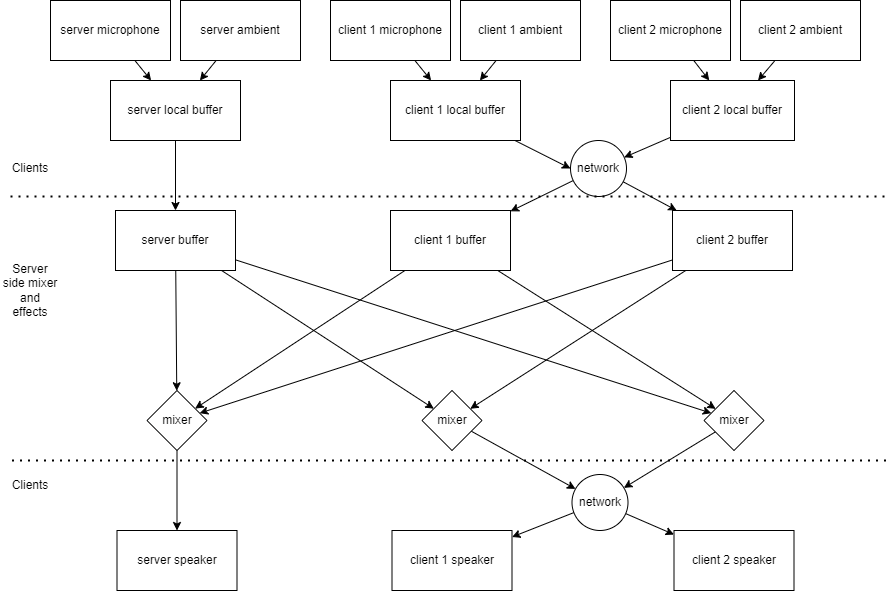 server microphone
server ambient
client 1 microphone
client 1 ambient
client 2 microphone
client 2 ambient
server local buffer
client 1 local buffer
client 2 local buffer
Clients
network
server buffer
client 1 buffer
client 2 buffer
Server
side mixer
and
effects
mixer
mixer
mixer
Clients
network
server speaker
client 1 speaker
client 2 speaker